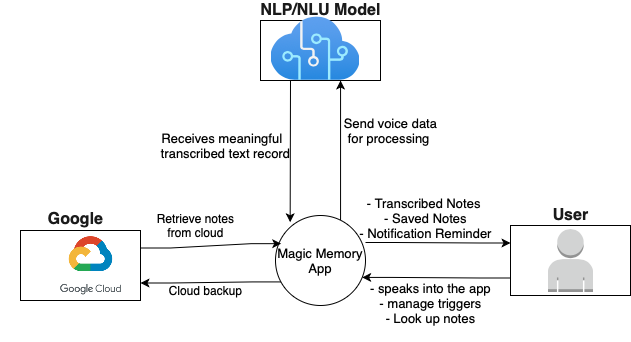 NLP/NLU Model
Receives meaningful
transcribed text record
Send voice data
for processing
Google
Google Cloud
Retrieve notes
from cloud
Cloud backup
Magic Memory
App
- Transcribed Notes
- Saved Notes
- Notification Reminder
- speaks into the app
- manage triggers
- Look up notes
User